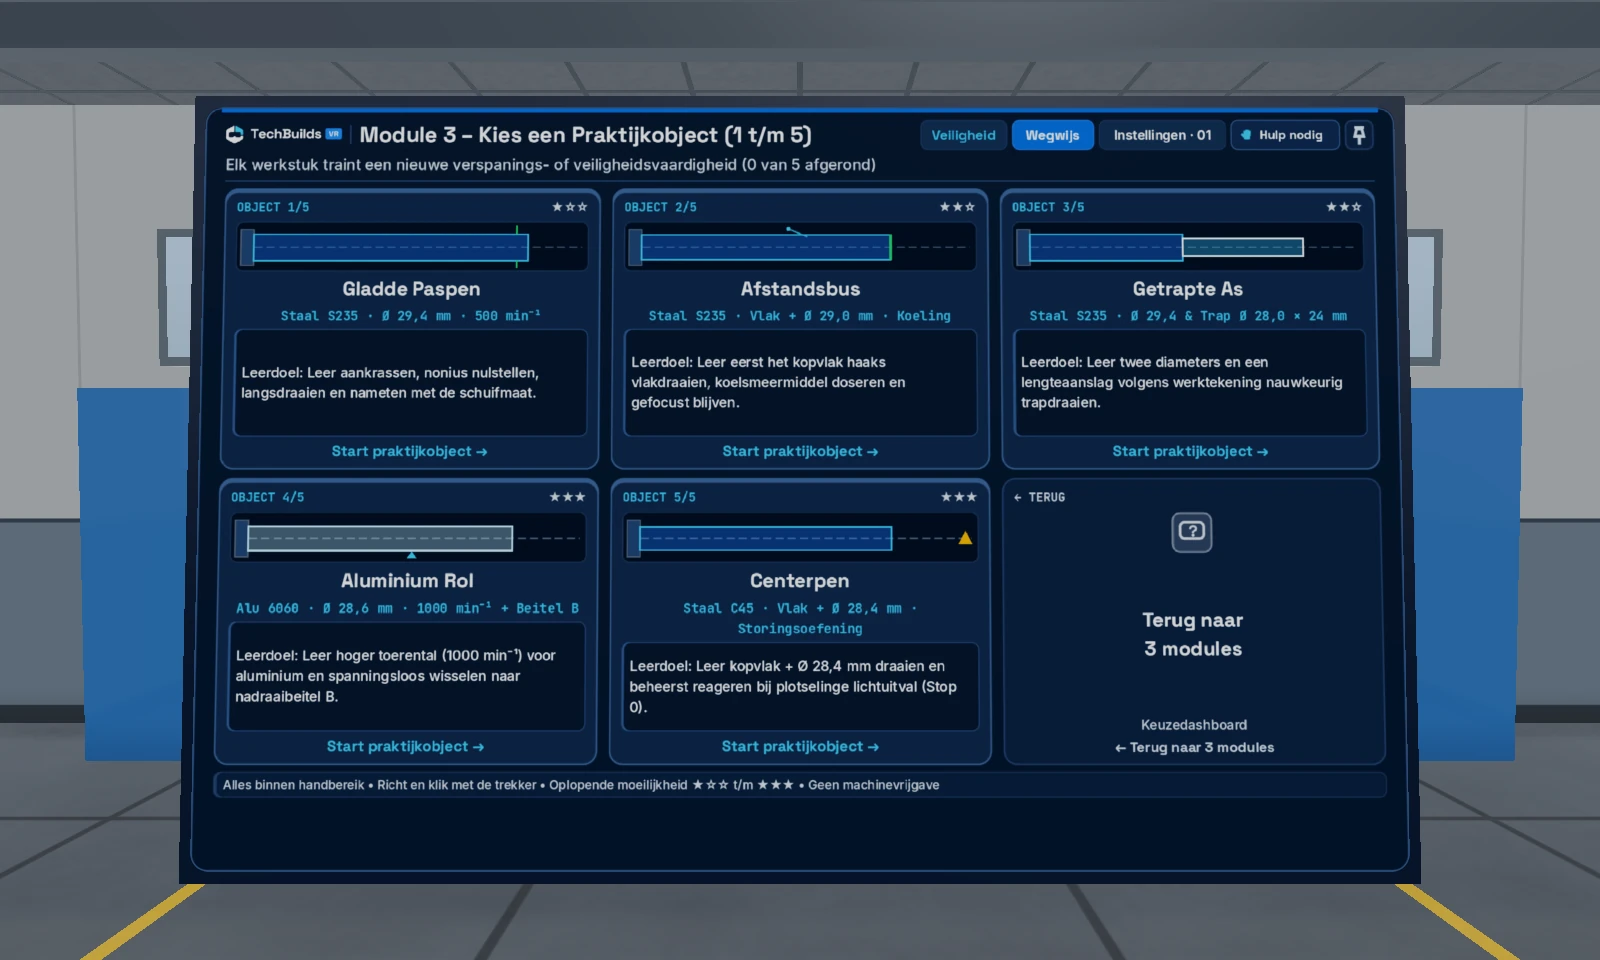 TechBuilds VR
Module 3 – Kies een Praktijkobject (1 t/m 5)
Veiligheid
Wegwijs
Instellingen · 01
Hulp nodig
Elk werkstuk traint een nieuwe verspanings- of veiligheidsvaardigheid (0 van 5 afgerond)
OBJECT 1/5 ★☆☆
Gladde Paspen
Staal S235 · Ø 29,4 mm · 500 min⁻¹
Leerdoel: Leer aankrassen, nonius nulstellen,
langsdraaien en nameten met de schuifmaat.
Start praktijkobject →
OBJECT 2/5 ★★☆
Afstandsbus
Staal S235 · Vlak + Ø 29,0 mm · Koeling
Leerdoel: Leer eerst het kopvlak haaks
vlakdraaien, koelsmeermiddel doseren en
gefocust blijven.
Start praktijkobject →
OBJECT 3/5 ★★☆
Getrapte As
Staal S235 · Ø 29,4 & Trap Ø 28,0 × 24 mm
Leerdoel: Leer twee diameters en een
lengteaanslag volgens werktekening nauwkeurig
trapdraaien.
Start praktijkobject →
OBJECT 4/5 ★★★
Aluminium Rol
Alu 6060 · Ø 28,6 mm · 1000 min⁻¹ + Beitel B
Leerdoel: Leer hoger toerental (1000 min⁻¹) voor
aluminium en spanningsloos wisselen naar
nadraaibeitel B.
Start praktijkobject →
OBJECT 5/5 ★★★
Centerpen
Staal C45 · Vlak + Ø 28,4 mm ·
Storingsoefening
Leerdoel: Leer kopvlak + Ø 28,4 mm draaien en
beheerst reageren bij plotselinge lichtuitval (Stop
0).
Start praktijkobject →
← TERUG
?
Terug naar
3 modules
Keuzedashboard
← Terug naar 3 modules
Alles binnen handbereik • Richt en klik met de trekker • Oplopende moeilijkheid ★☆☆ t/m ★★★ • Geen machinevrijgave